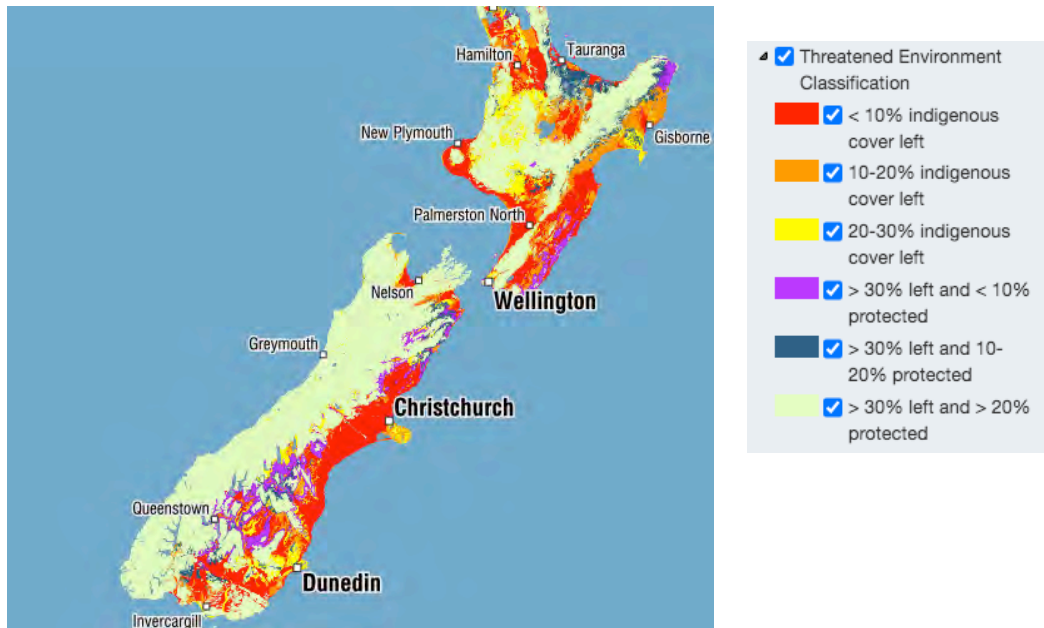 Hamilton
Tauranga
New Plymouth
Gisborne
Palmerston North
Nelson
Wellington
Greymouth
Christchurch
Queenstown
Dunedin
Invercargill
Threatened Environment
Classification
< 10% indigenous
cover left
10-20% indigenous
cover left
20-30% indigenous
cover left
> 30% left and < 10%
protected
> 30% left and 10-
20% protected
> 30% left and > 20%
protected